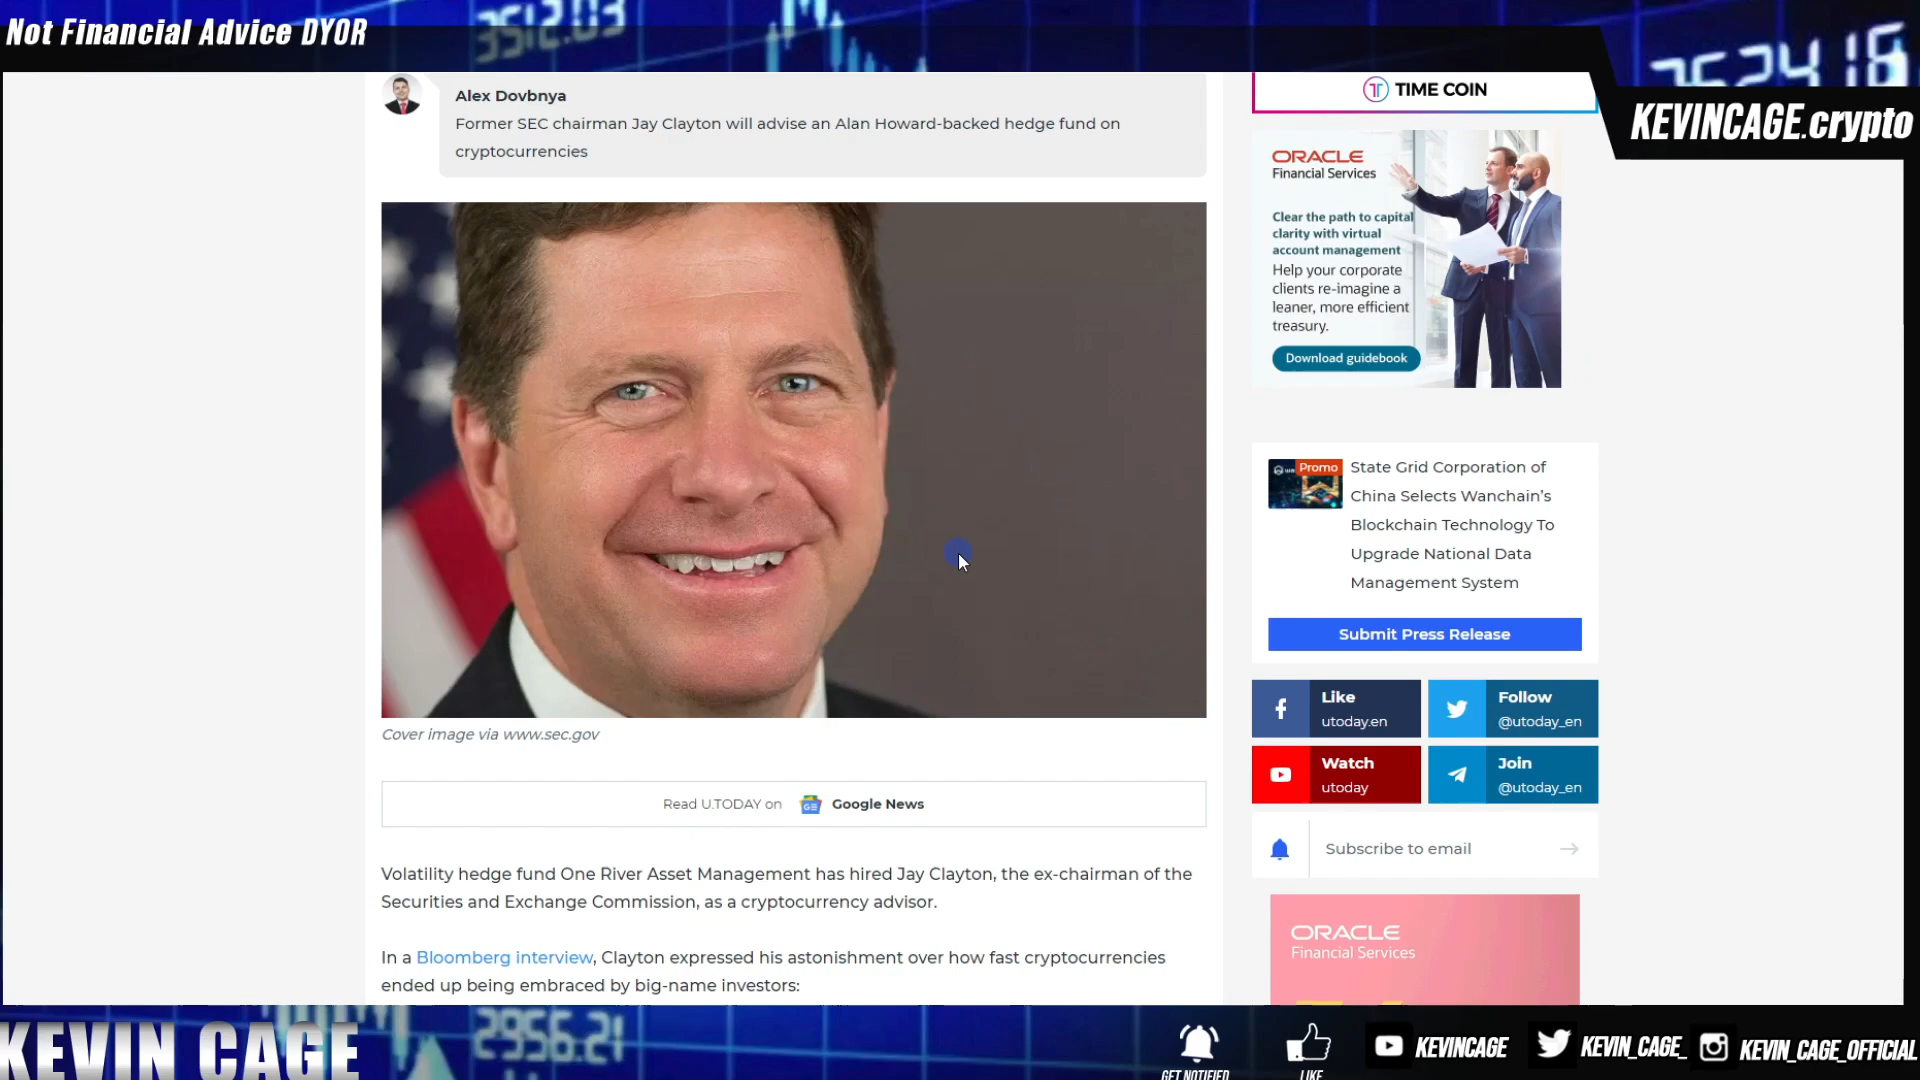 Not Financial Advice DYOR
3512.03
KEVINCAGE.crypto
Alex Dovbnya
Former SEC chairman Jay Clayton will advise an Alan Howard-backed hedge fund on
cryptocurrencies
Cover image via www.sec.gov
Read U.TODAY on Google News
Volatility hedge fund One River Asset Management has hired Jay Clayton, the ex-chairman of the
Securities and Exchange Commission, as a cryptocurrency advisor.
In a Bloomberg interview, Clayton expressed his astonishment over how fast cryptocurrencies
ended up being embraced by big-name investors:
TIME COIN
ORACLE
Financial Services
Clear the path to capital
clarity with virtual
account management
Help your corporate
clients re-imagine a
leaner, more efficient
treasury.
Download guidebook
Promo
State Grid Corporation of
China Selects Wanchain’s
Blockchain Technology To
Upgrade National Data
Management System
Submit Press Release
Like
utoday.en
Follow
@utoday_en
Watch
utoday
Join
@utoday_en
Subscribe to email
ORACLE
Financial Services
KEVIN CAGE
2956.21
GET NOTIFIED
LIKE
KEVINCAGE
KEVIN_CAGE_
KEVIN_CAGE_OFFICIAL